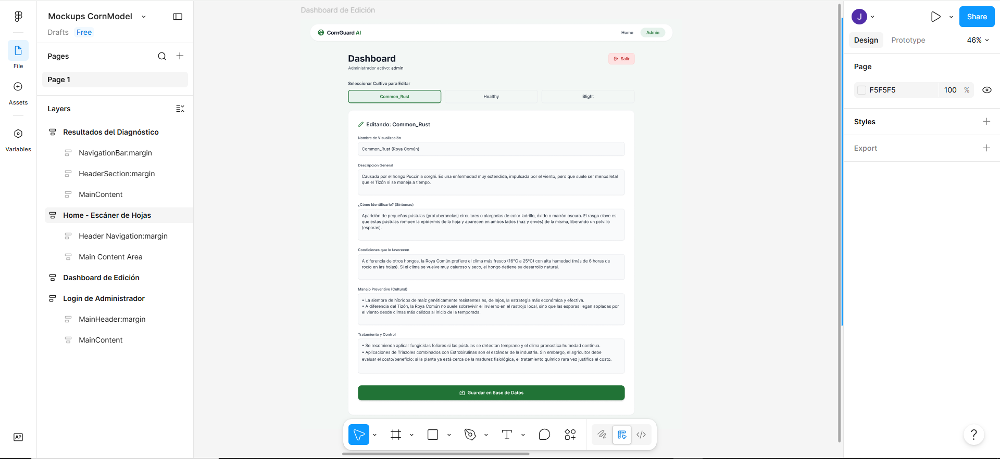 Mockups CornModel
Drafts Free
File
Assets
Variables
Pages
Page 1
Layers
Resultados del Diagnóstico
NavigationBar:margin
HeaderSection:margin
MainContent
Home - Escáner de Hojas
Header Navigation:margin
Main Content Area
Dashboard de Edición
Login de Administrador
MainHeader:margin
MainContent
A?
Dashboard de Edición
CornGuard AI
Home
Admin
Dashboard
Administrador activo: admin
Salir
Seleccionar Cultivo para Editar
Common_Rust
Healthy
Blight
Editando: Common_Rust
Nombre de Visualización
Common_Rust (Roya Común)
Descripción General
Causada por el hongo Puccinia sorghi. Es una enfermedad muy extendida, impulsada por el viento, pero que suele ser menos letal
que el Tizón si se maneja a tiempo.
¿Cómo Identificarlo? (Síntomas)
Aparición de pequeñas pústulas (protuberancias) circulares o alargadas de color ladrillo, óxido o marrón oscuro. El rasgo clave es
que estas pústulas rompen la epidermis de la hoja y aparecen en ambos lados (haz y envés) de la misma, liberando un polvillo
(esporas).
Condiciones que lo favorecen
A diferencia de otros hongos, la Roya Común prefiere el clima más fresco (16°C a 25°C) con alta humedad (más de 6 horas de
rocío en las hojas). Si el clima se vuelve muy caluroso y seco, el hongo detiene su desarrollo natural.
Manejo Preventivo (Cultural)
• La siembra de híbridos de maíz genéticamente resistentes es, de lejos, la estrategia más económica y efectiva.
• A diferencia del Tizón, la Roya Común no suele sobrevivir el invierno en el rastrojo local, sino que las esporas llegan sopladas por
el viento desde climas más cálidos al inicio de la temporada.
Tratamiento y Control
• Se recomienda aplicar fungicidas foliares si las pústulas se detectan temprano y el clima pronostica humedad continua.
• Aplicaciones de Triazoles combinados con Estrobirulinas son el estándar de la industria. Sin embargo, el agricultor debe
evaluar el costo/beneficio: si la planta ya está cerca de la madurez fisiológica, el tratamiento químico rara vez justifica el costo.
Guardar en Base de Datos
J
Share
Design
Prototype
46%
Page
F5F5F5
100 %
Styles
Export
?